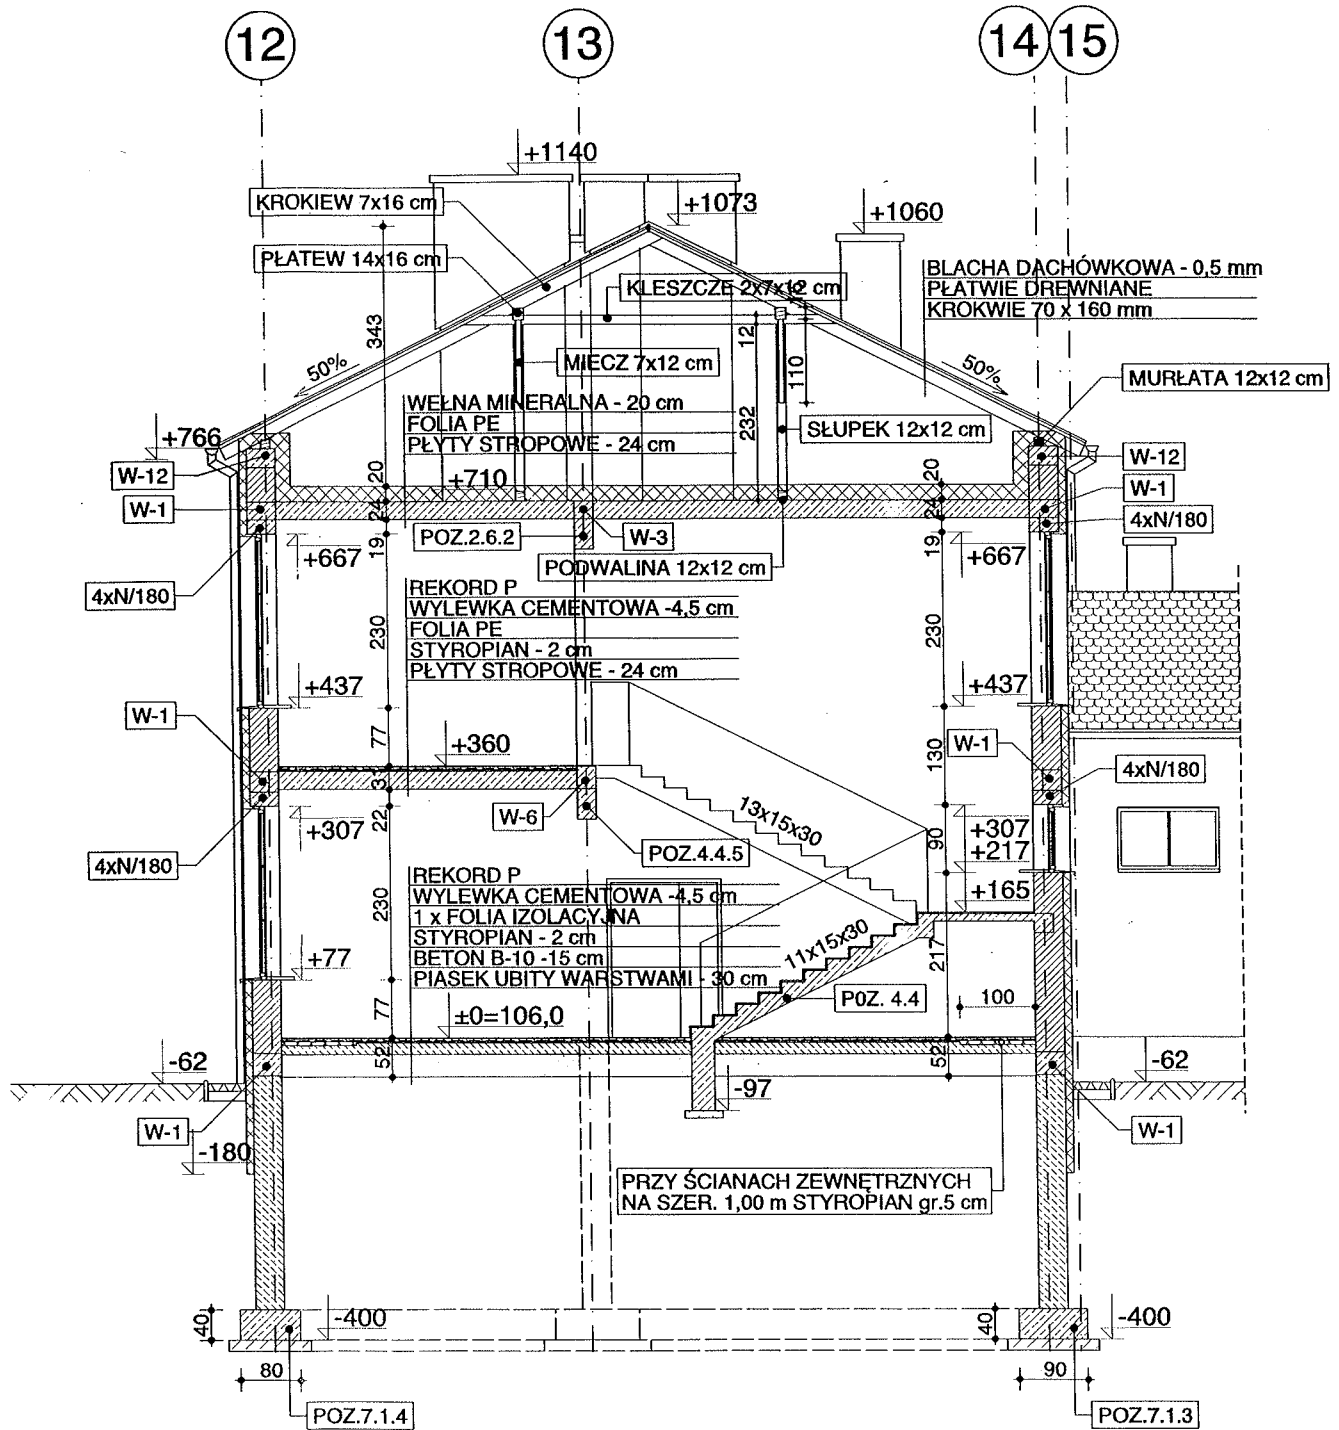 12
13
14
15
+1140
KROKIEW 7x16 cm
+1073
+1060
PŁATEW 14x16 cm
KLESZCZE 2x7x12 cm
BLACHA DACHÓWKOWA - 0,5 mm
PŁATWIE DREWNIANE
KROKWIE 70 x 160 mm
343
12
50%
MIECZ 7x12 cm
110
50%
MURŁATA 12x12 cm
WEŁNA MINERALNA - 20 cm
FOLIA PE
PŁYTY STROPOWE - 24 cm
232
SŁUPEK 12x12 cm
+766
W-12
W-12
20
+710
20
W-1
W-1
24
24
4xN/180
POZ.2.6.2
W-3
19
19
+667
+667
PODWALINA 12x12 cm
4xN/180
REKORD P
WYLEWKA CEMENTOWA -4,5 cm
FOLIA PE
STYROPIAN - 2 cm
PŁYTY STROPOWE - 24 cm
230
230
+437
+437
W-1
77
+360
W-1
130
31
4xN/180
13x15x30
W-6
22
+307
+307
90
+217
POZ.4.4.5
4xN/180
+165
REKORD P
WYLEWKA CEMENTOWA -4,5 cm
1 x FOLIA IZOLACYJNA
STYROPIAN - 2 cm
BETON B-10 -15 cm
PIASEK UBITY WARSTWAMI - 30 cm
230
11x15x30
217
+77
POZ. 4.4
100
77
±0=106,0
52
52
-62
-62
-97
W-1
W-1
-180
PRZY ŚCIANACH ZEWNĘTRZNYCH
NA SZER. 1,00 m STYROPIAN gr.5 cm
40
-400
40
-400
80
90
POZ.7.1.4
POZ.7.1.3